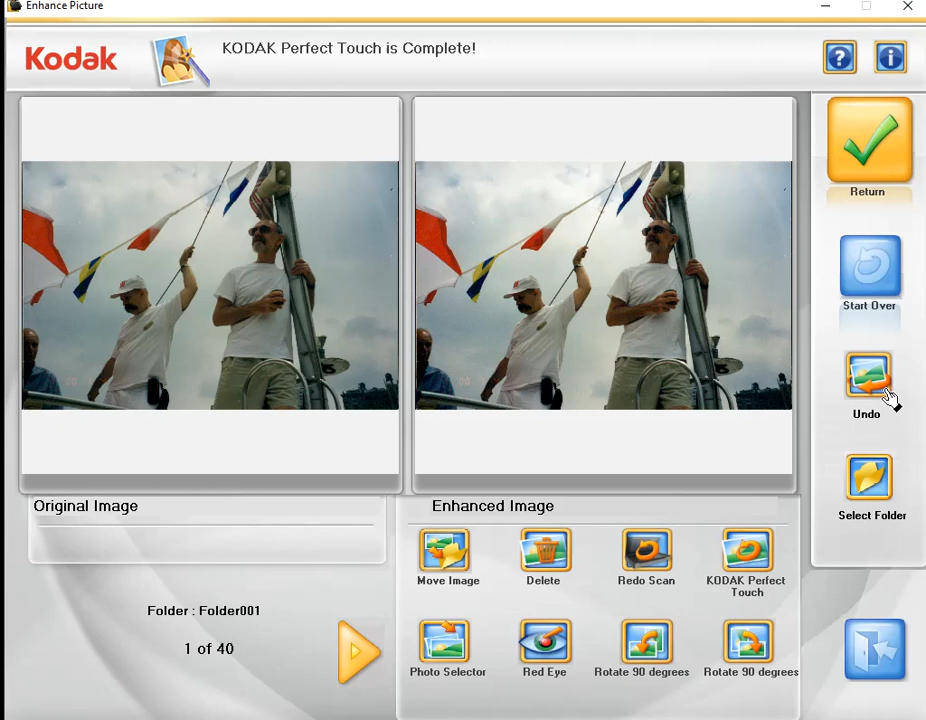 Enhance Picture
Kodak
KODAK Perfect Touch is Complete!
?
i
Return
Start Over
Undo
Select Folder
Original Image
Enhanced Image
Move Image
Delete
Redo Scan
KODAK Perfect
Touch
Folder : Folder001
1 of 40
Photo Selector
Red Eye
Rotate 90 degrees
Rotate 90 degrees